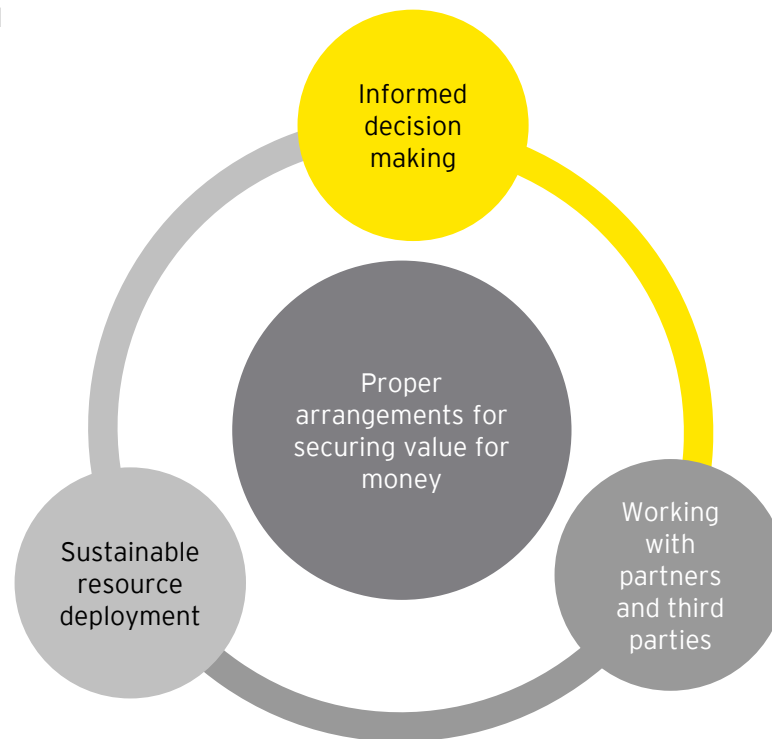 Informed
decision
making
Proper
arrangements for
securing value for
money
Sustainable
resource
deployment
Working
with
partners
and third
parties